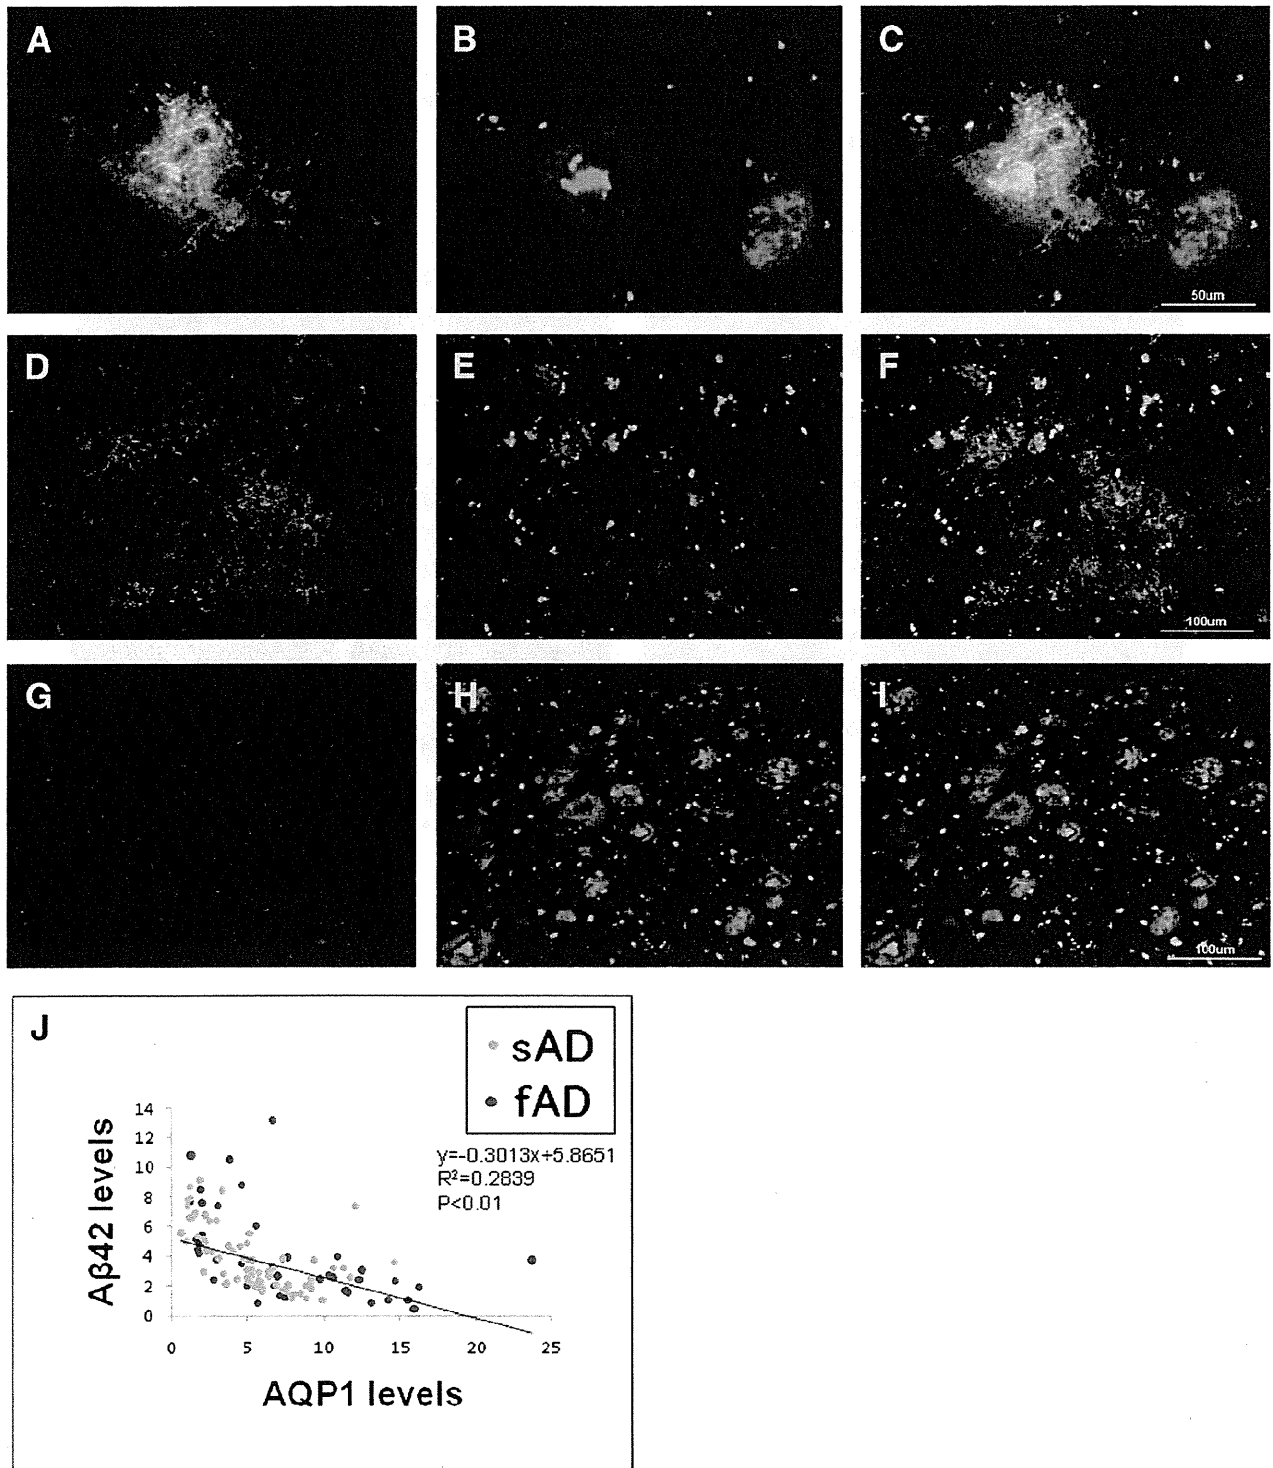 A
B
C
50um
D
E
F
100um
G
H
I
100um
J
sAD
fAD
y=-0.3013x+5.8651
R²=0.2839
P<0.01
Aβ42 levels
14
12
10
8
6
4
2
0
0 5 10 15 20 25
AQP1 levels